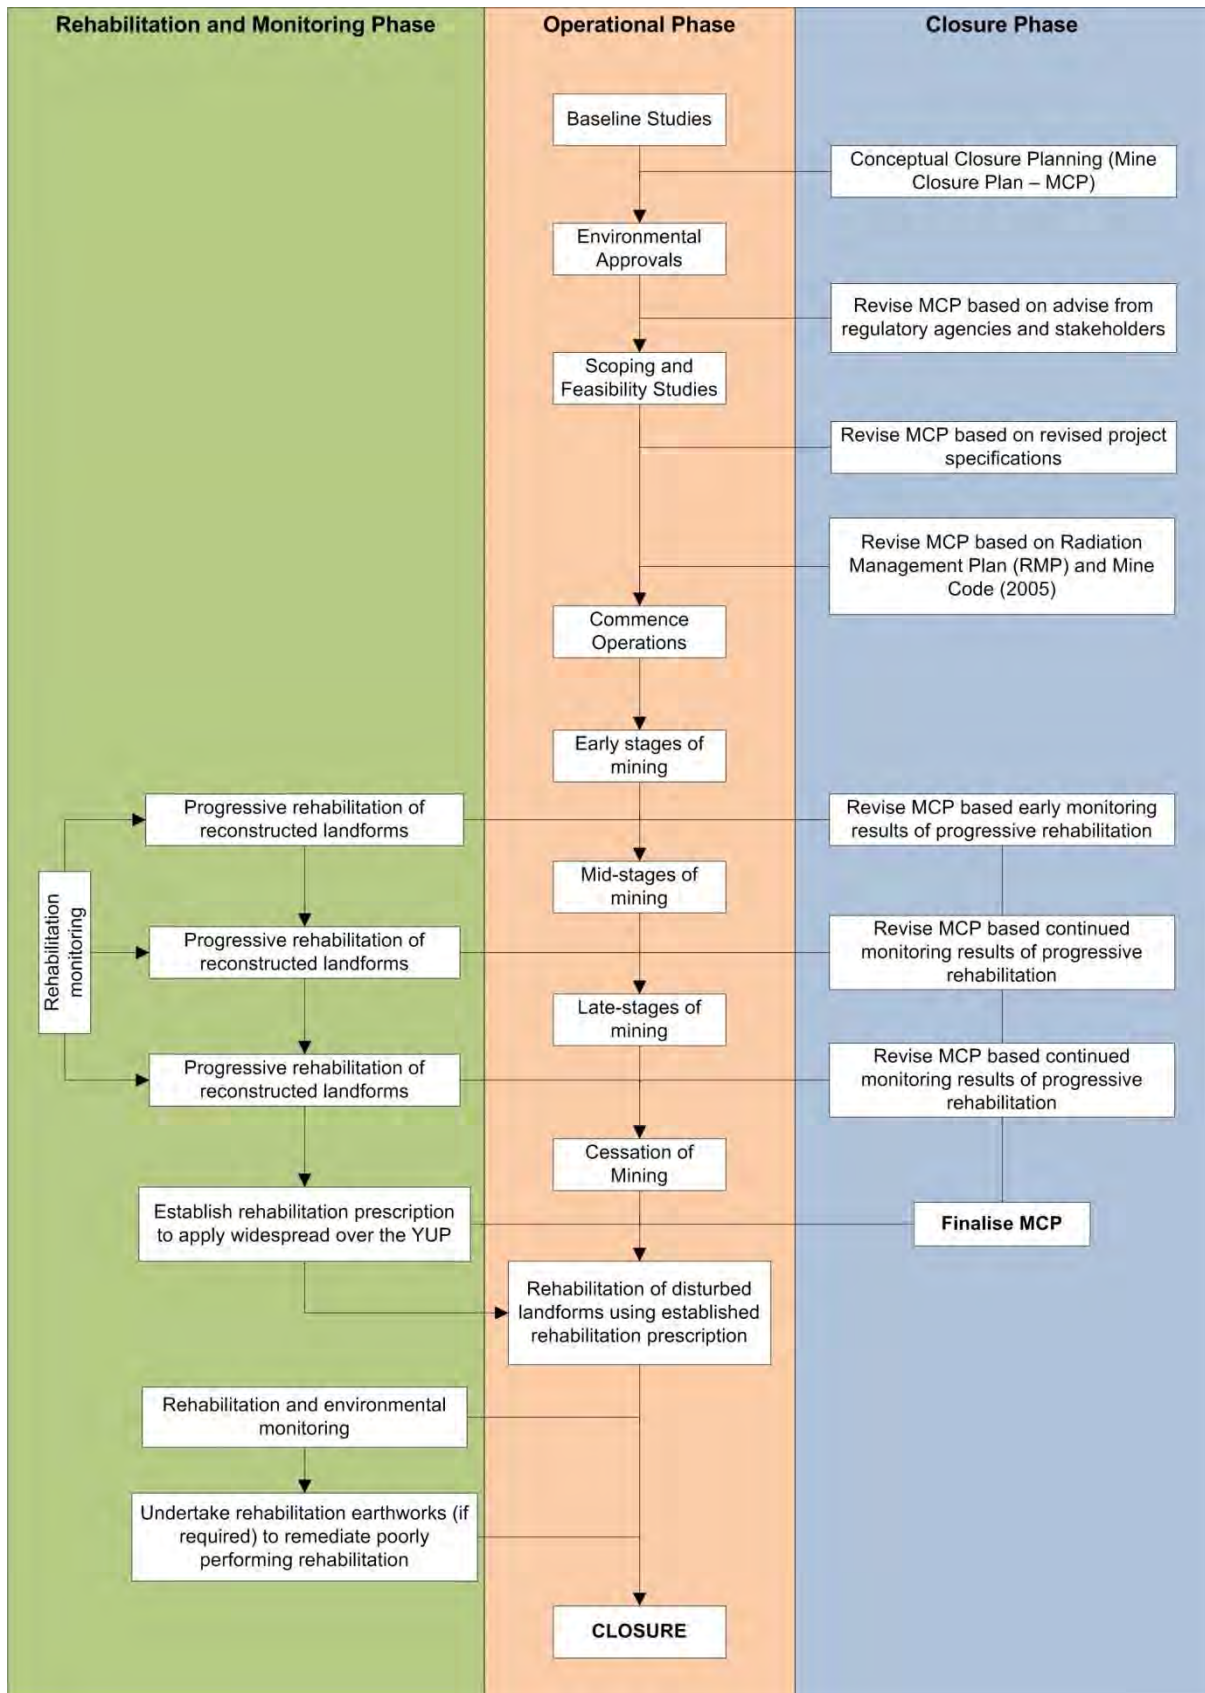 Rehabilitation and Monitoring Phase
Operational Phase
Closure Phase
Baseline Studies
Conceptual Closure Planning (Mine
Closure Plan – MCP)
Environmental
Approvals
Revise MCP based on advise from
regulatory agencies and stakeholders
Scoping and
Feasibility Studies
Revise MCP based on revised project
specifications
Revise MCP based on Radiation
Management Plan (RMP) and Mine
Code (2005)
Commence
Operations
Early stages of
mining
Progressive rehabilitation of
reconstructed landforms
Revise MCP based early monitoring
results of progressive rehabilitation
Mid-stages of
mining
Rehabilitation
monitoring
Progressive rehabilitation of
reconstructed landforms
Revise MCP based continued
monitoring results of progressive
rehabilitation
Late-stages of
mining
Progressive rehabilitation of
reconstructed landforms
Revise MCP based continued
monitoring results of progressive
rehabilitation
Cessation of
Mining
Establish rehabilitation prescription
to apply widespread over the YUP
Finalise MCP
Rehabilitation of disturbed
landforms using established
rehabilitation prescription
Rehabilitation and environmental
monitoring
Undertake rehabilitation earthworks (if
required) to remediate poorly
performing rehabilitation
CLOSURE